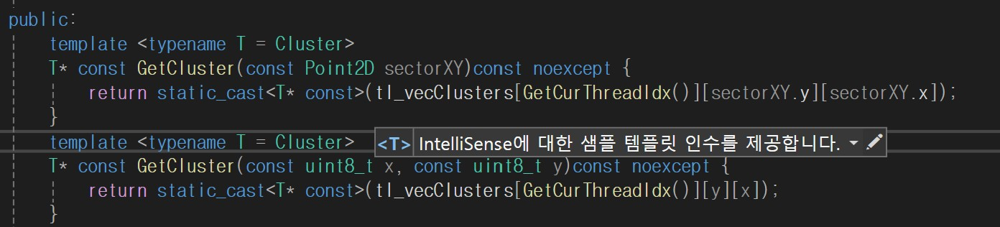 public:
template <typename T = Cluster>
T* const GetCluster(const Point2D sectorXY)const noexcept {
return static_cast<T* const>(tl_vecClusters[GetCurThreadIdx()][sectorXY.y][sectorXY.x]);
}
template <typename T = Cluster> <T> IntelliSense에 대한 샘플 템플릿 인수를 제공합니다.
T* const GetCluster(const uint8_t x, const uint8_t y)const noexcept {
return static_cast<T* const>(tl_vecClusters[GetCurThreadIdx()][y][x]);
}